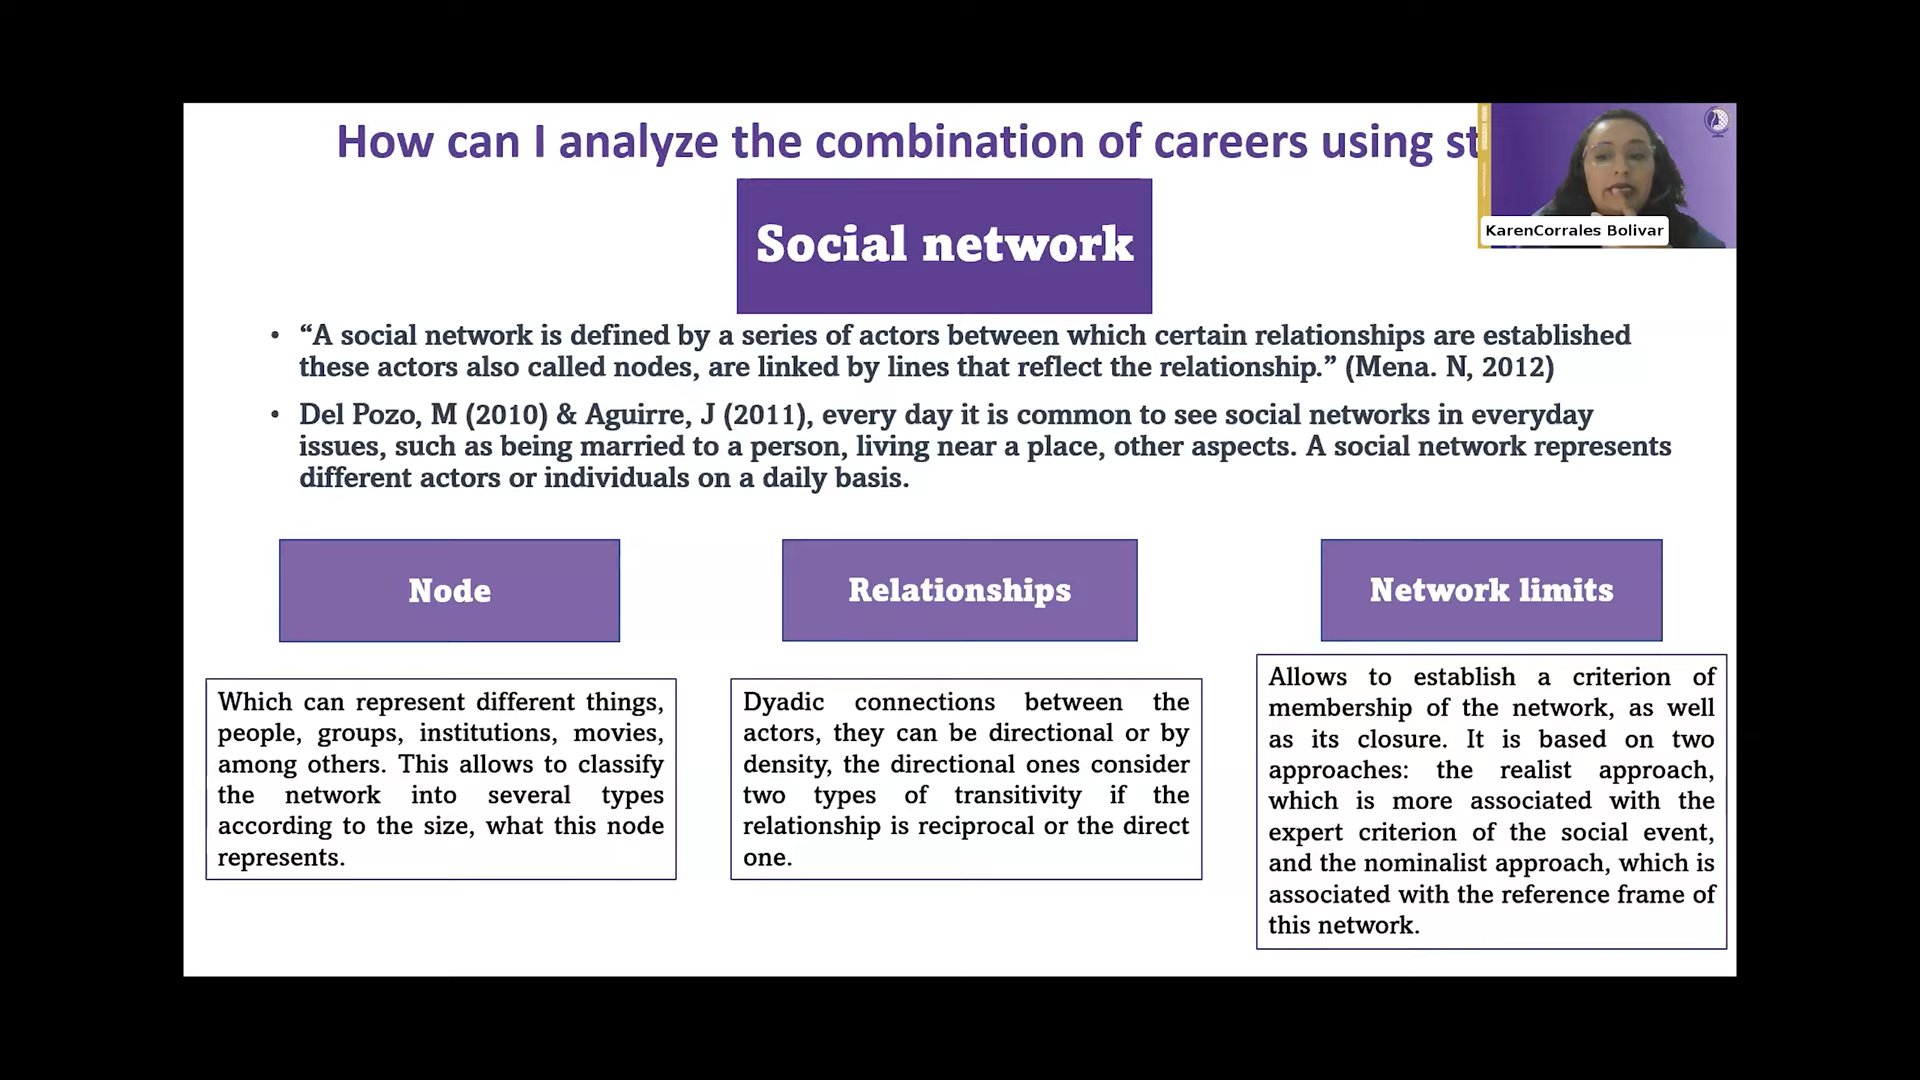 How can I analyze the combination of careers using st
KarenCorrales Bolivar
Social network
• “A social network is defined by a series of actors between which certain relationships are established
these actors also called nodes, are linked by lines that reflect the relationship.” (Mena. N, 2012)
• Del Pozo, M (2010) & Aguirre, J (2011), every day it is common to see social networks in everyday
issues, such as being married to a person, living near a place, other aspects. A social network represents
different actors or individuals on a daily basis.
Node
Which can represent different things,
people, groups, institutions, movies,
among others. This allows to classify
the network into several types
according to the size, what this node
represents.
Relationships
Dyadic connections between the
actors, they can be directional or by
density, the directional ones consider
two types of transitivity if the
relationship is reciprocal or the direct
one.
Network limits
Allows to establish a criterion of
membership of the network, as well
as its closure. It is based on two
approaches: the realist approach,
which is more associated with the
expert criterion of the social event,
and the nominalist approach, which is
associated with the reference frame of
this network.